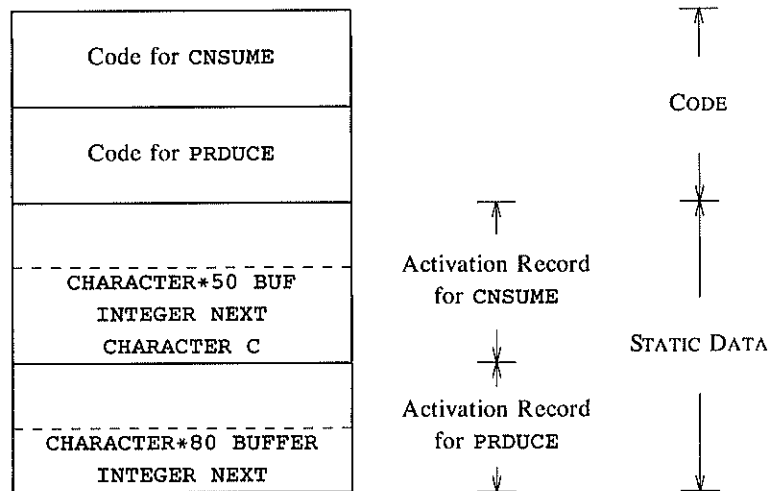 Code for CNSUME
CODE
Code for PRDUCE
CHARACTER*50 BUF
INTEGER NEXT
CHARACTER C
Activation Record
for CNSUME
STATIC DATA
CHARACTER*80 BUFFER
INTEGER NEXT
Activation Record
for PRDUCE